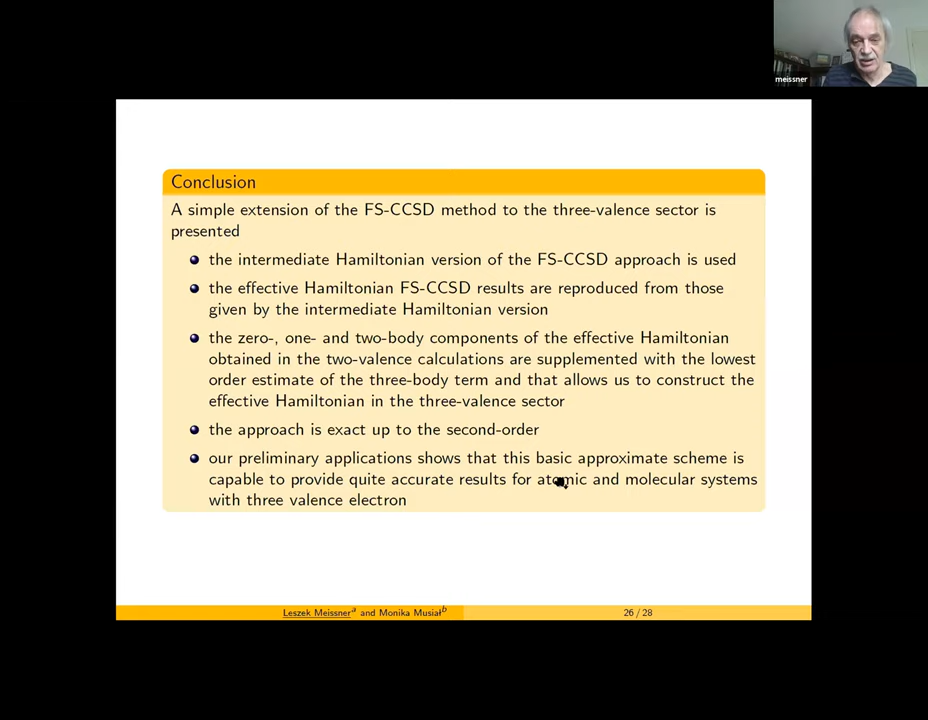 meissner
Conclusion
A simple extension of the FS-CCSD method to the three-valence sector is
presented
the intermediate Hamiltonian version of the FS-CCSD approach is used
the effective Hamiltonian FS-CCSD results are reproduced from those
given by the intermediate Hamiltonian version
the zero-, one- and two-body components of the effective Hamiltonian
obtained in the two-valence calculations are supplemented with the lowest
order estimate of the three-body term and that allows us to construct the
effective Hamiltonian in the three-valence sector
the approach is exact up to the second-order
our preliminary applications shows that this basic approximate scheme is
capable to provide quite accurate results for atomic and molecular systems
with three valence electron
Leszek Meissnerᵃ and Monika Musiałᵇ 26 / 28